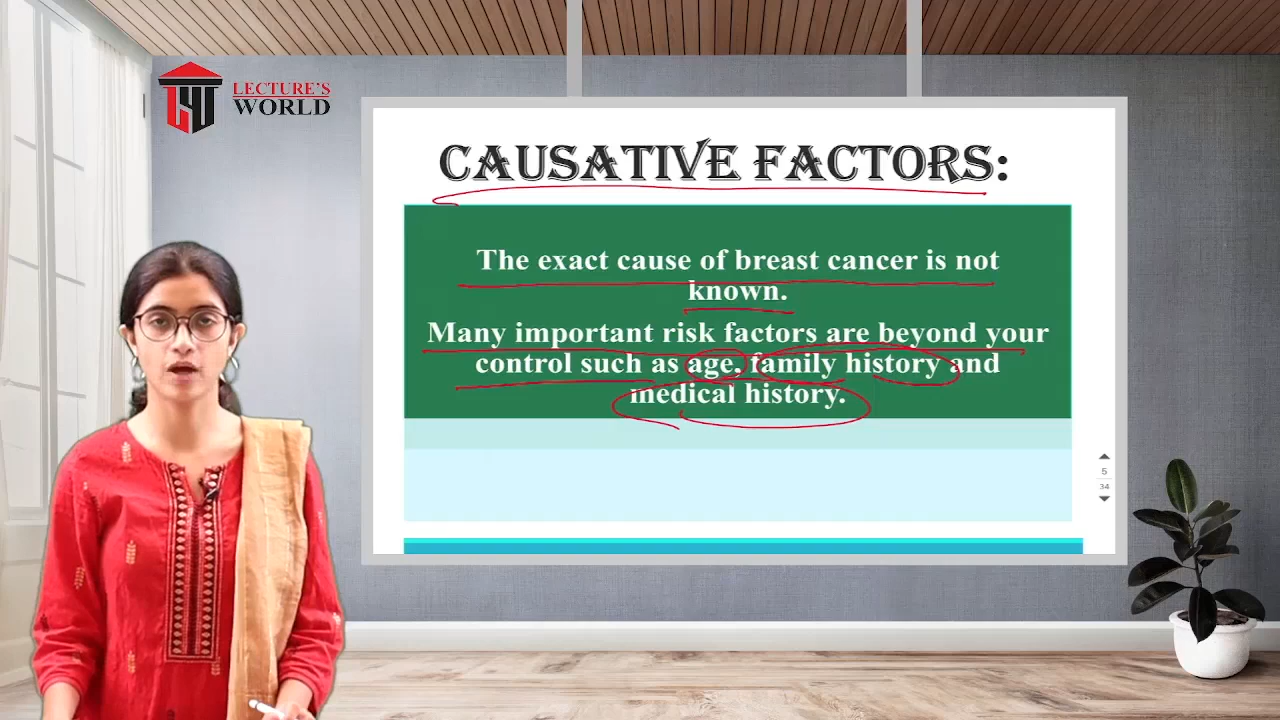 LECTURE'S
WORLD
CAUSATIVE FACTORS:
The exact cause of breast cancer is not
known.
Many important risk factors are beyond your
control such as age, family history and
medical history.
5
34